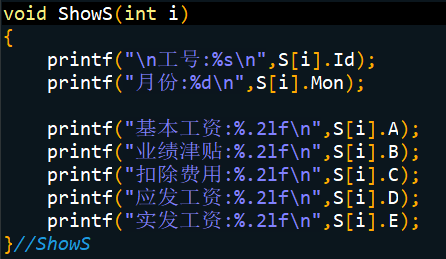 void ShowS(int i)
{
    printf("\n工号:%s\n",S[i].Id);
    printf("月份:%d\n",S[i].Mon);

    printf("基本工资:%.2lf\n",S[i].A);
    printf("业绩津贴:%.2lf\n",S[i].B);
    printf("扣除费用:%.2lf\n",S[i].C);
    printf("应发工资:%.2lf\n",S[i].D);
    printf("实发工资:%.2lf\n",S[i].E);
}//ShowS